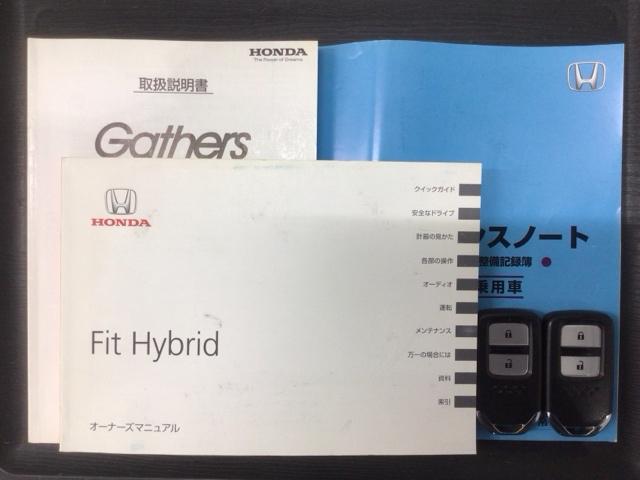 HONDA
The Power of Dreams
取扱説明書
Gathers
HONDA
Fit Hybrid
オーナーズマニュアル
クイックガイド
安全なドライブ
計器の見かた
各部の操作
オーディオ
運転
メンテナンス
万一の場合には
資料
索引
ンスノート
整備記録簿 ●
乗用車